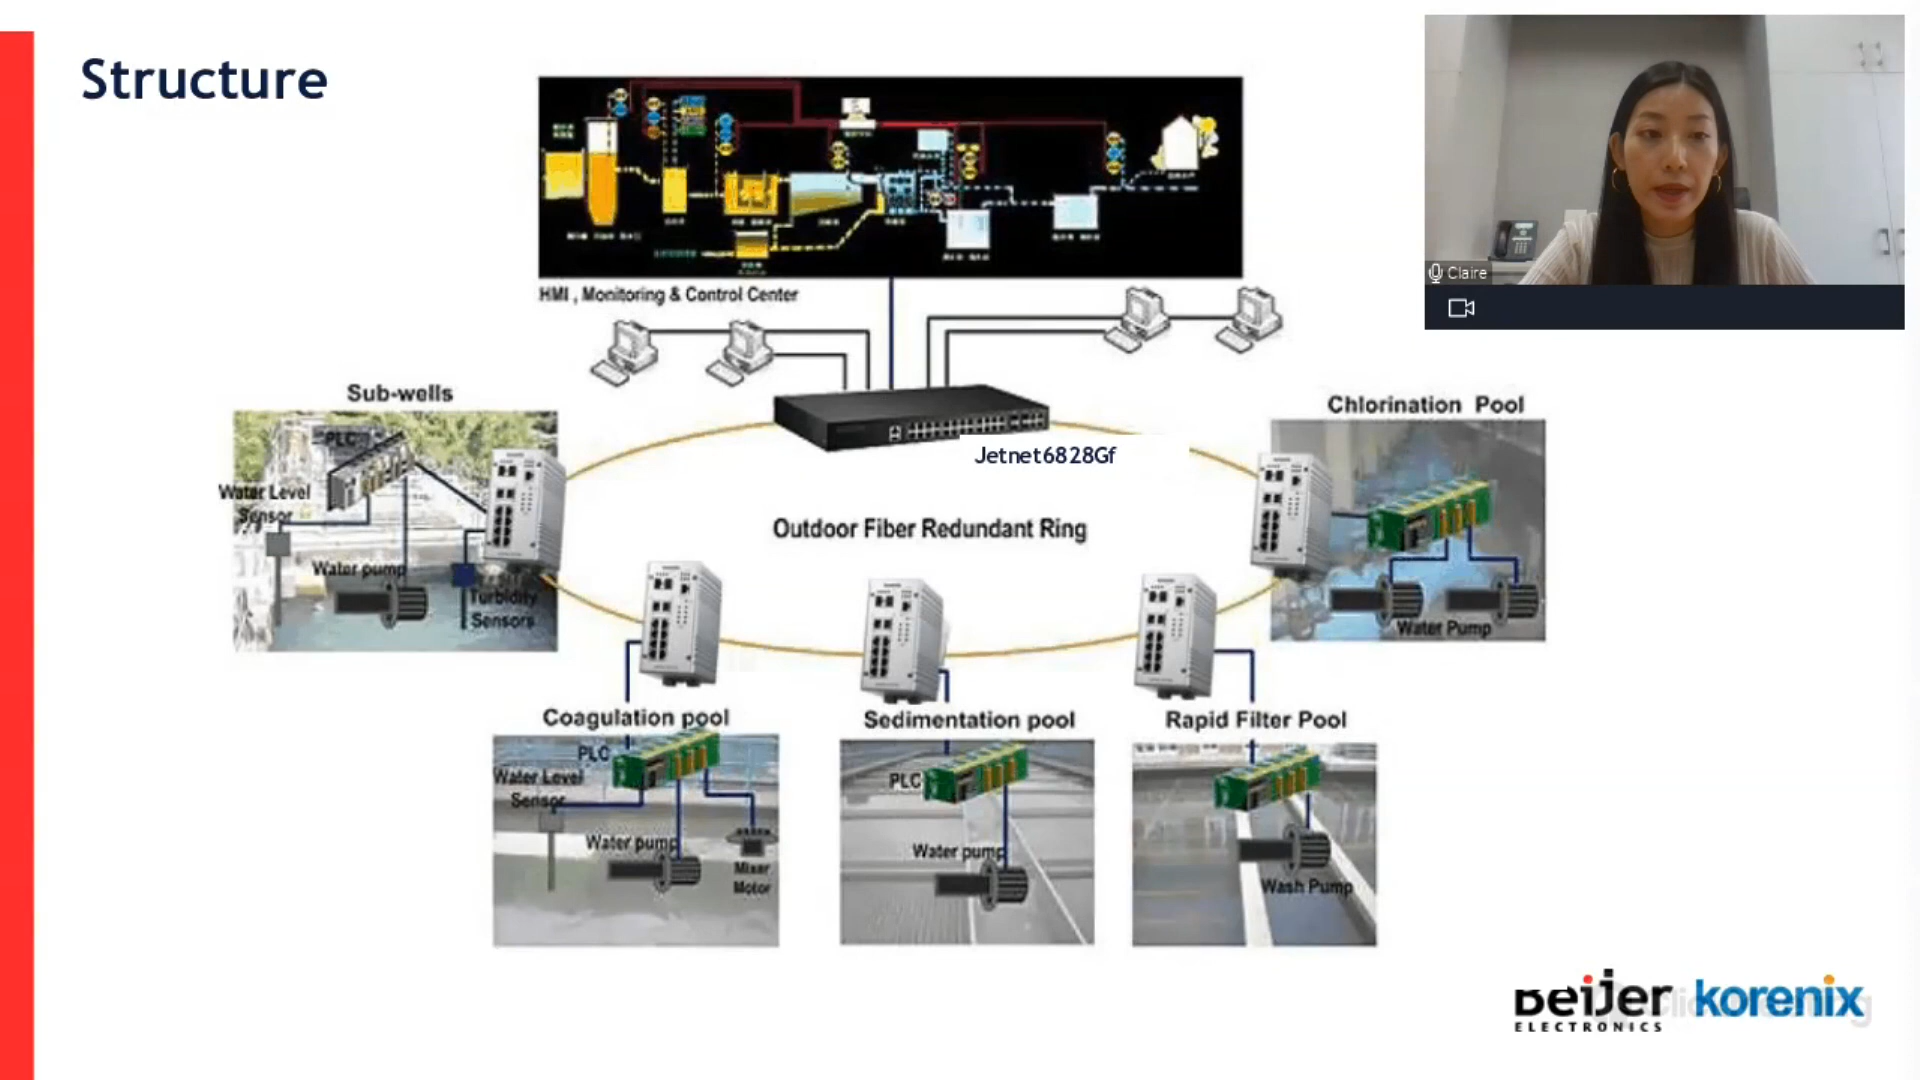 Structure
Claire
HMI , Monitoring & Control Center
Sub-wells
Chlorination Pool
PLC
Jetnet6828Gf
Water Level
Sensor
Outdoor Fiber Redundant Ring
Water pump
Turbidity
Sensors
Water Pump
Coagulation pool
Sedimentation pool
Rapid Filter Pool
PLC
Water Level
Sensor
PLC
Water pump
Water pump
Mixer
Motor
Wash Pump
Beijer
ELECTRONICS
korenix